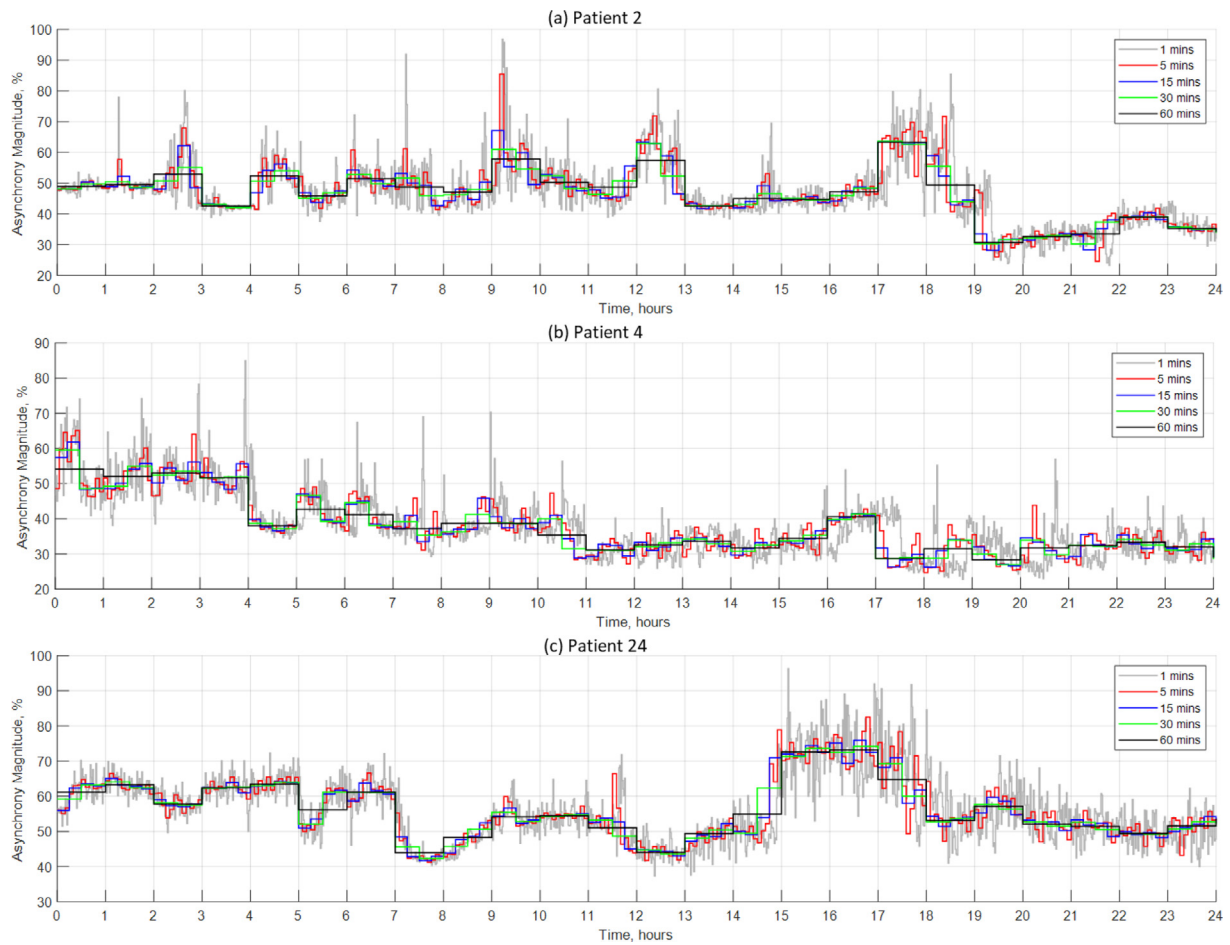 (a) Patient 2
100
90
80
70
60
50
40
30
20
Asynchrony Magnitude, %
1 mins
5 mins
15 mins
30 mins
60 mins
0 1 2 3 4 5 6 7 8 9 10 11 12 13 14 15 16 17 18 19 20 21 22 23 24
Time, hours
(b) Patient 4
90
80
70
60
50
40
30
20
Asynchrony Magnitude, %
1 mins
5 mins
15 mins
30 mins
60 mins
0 1 2 3 4 5 6 7 8 9 10 11 12 13 14 15 16 17 18 19 20 21 22 23 24
Time, hours
(c) Patient 24
100
90
80
70
60
50
40
30
Asynchrony Magnitude, %
1 mins
5 mins
15 mins
30 mins
60 mins
0 1 2 3 4 5 6 7 8 9 10 11 12 13 14 15 16 17 18 19 20 21 22 23 24
Time, hours